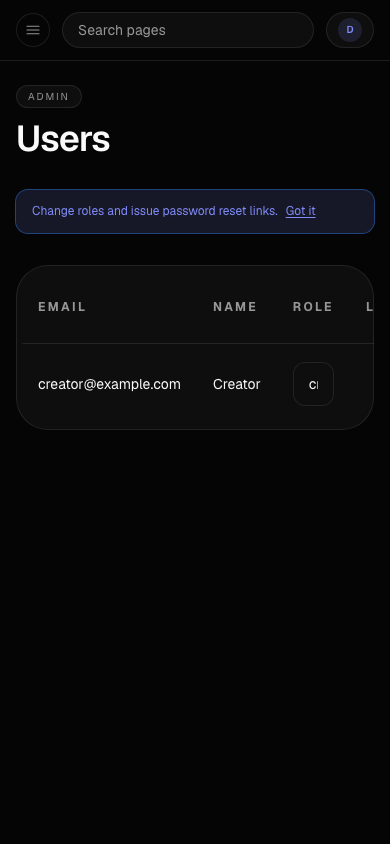 Search pages
D
ADMIN
Users
Change roles and issue password reset links. Got it
EMAIL NAME ROLE
creator@example.com Creator